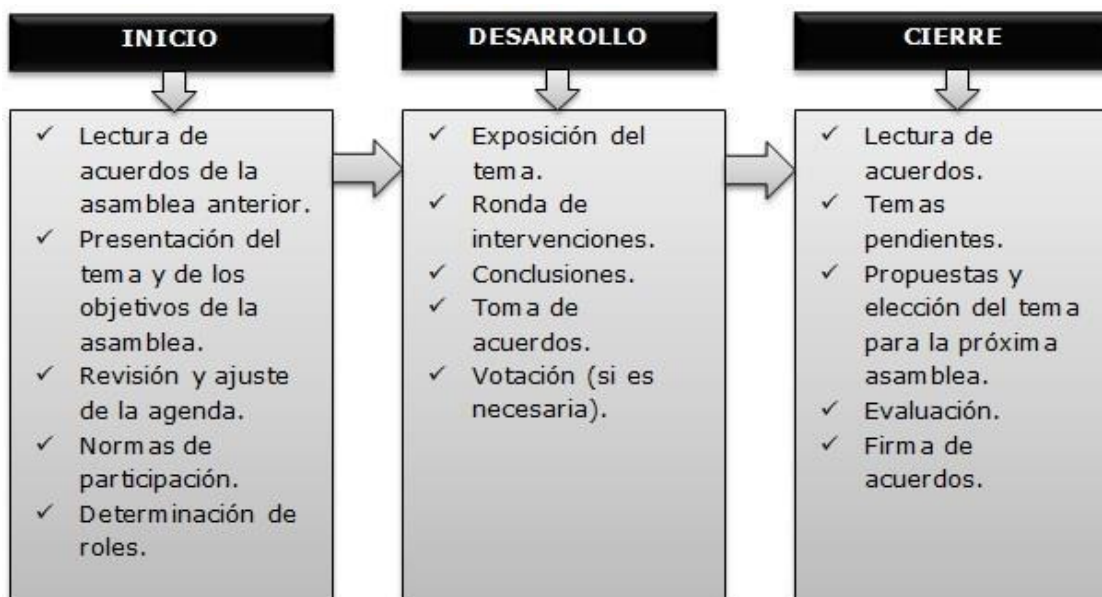 INICIO
✓ Lectura de
acuerdos de la
asamblea anterior.
✓ Presentación del
tema y de los
objetivos de la
asamblea.
✓ Revisión y ajuste
de la agenda.
✓ Normas de
participación.
✓ Determinación de
roles.
DESARROLLO
✓ Exposición del
tema.
✓ Ronda de
intervenciones.
✓ Conclusiones.
✓ Toma de
acuerdos.
✓ Votación (si es
necesaria).
CIERRE
✓ Lectura de
acuerdos.
✓ Temas
pendientes.
✓ Propuestas y
elección del tema
para la próxima
asamblea.
✓ Evaluación.
✓ Firma de
acuerdos.